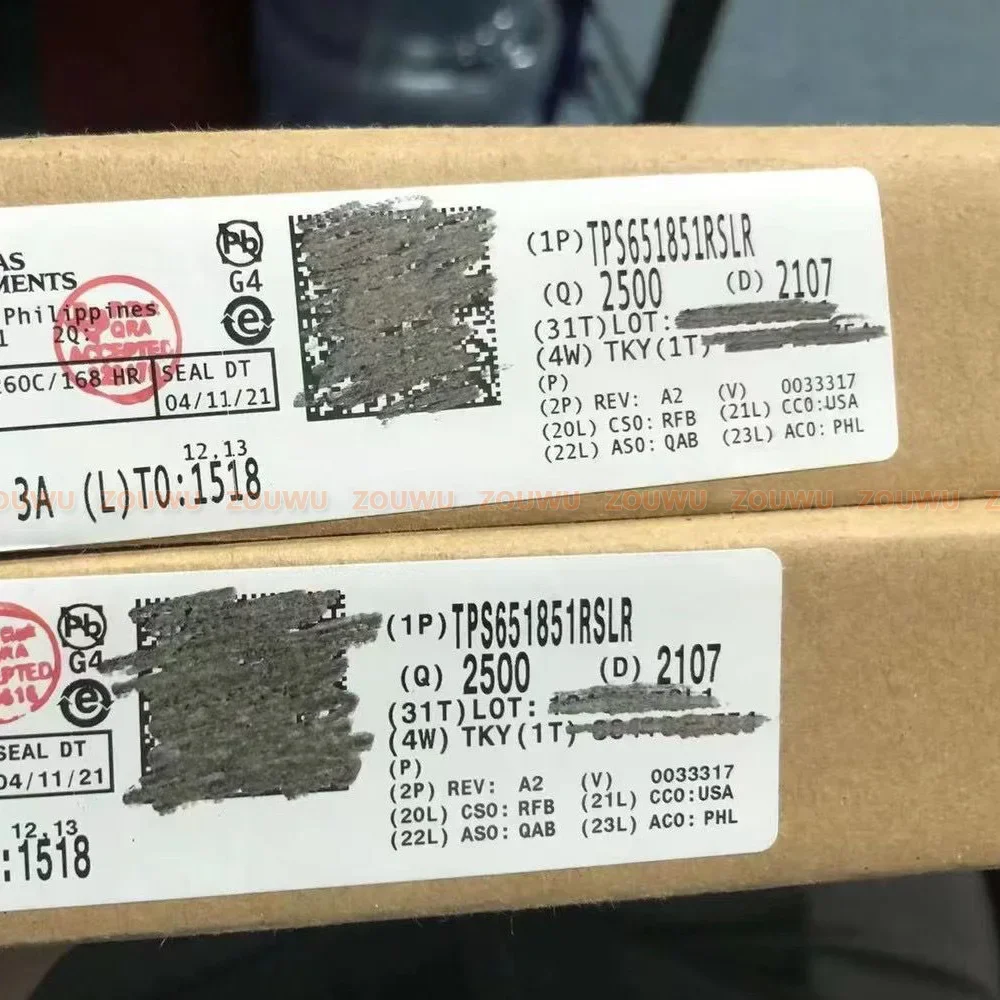 AS
MENTS
Philippines
1 2Q:
QRA
ACCEPTED
260C/168 HR
SEAL DT
04/11/21
12,13
3A (L)TO:1518
Pb
G4
e
(1P)TPS651851RSLR
(Q) 2500 (D) 2107
(31T)LOT:
(4W) TKY(1T)
(P)
(2P) REV: A2 (V) 0033317
(20L) CSO: RFB (21L) CCO:USA
(22L) ASO: QAB (23L) ACO: PHL
ZOUWU ZOUWU ZOUWU ZOUWU ZOUWU ZOUWU ZOUWU
Pb
G4
e
RA
PTED
SEAL DT
04/11/21
12,13
:1518
(1P)TPS651851RSLR
(Q) 2500 (D) 2107
(31T)LOT:
(4W) TKY(1T)
(P)
(2P) REV: A2 (V) 0033317
(20L) CSO: RFB (21L) CCO:USA
(22L) ASO: QAB (23L) ACO: PHL